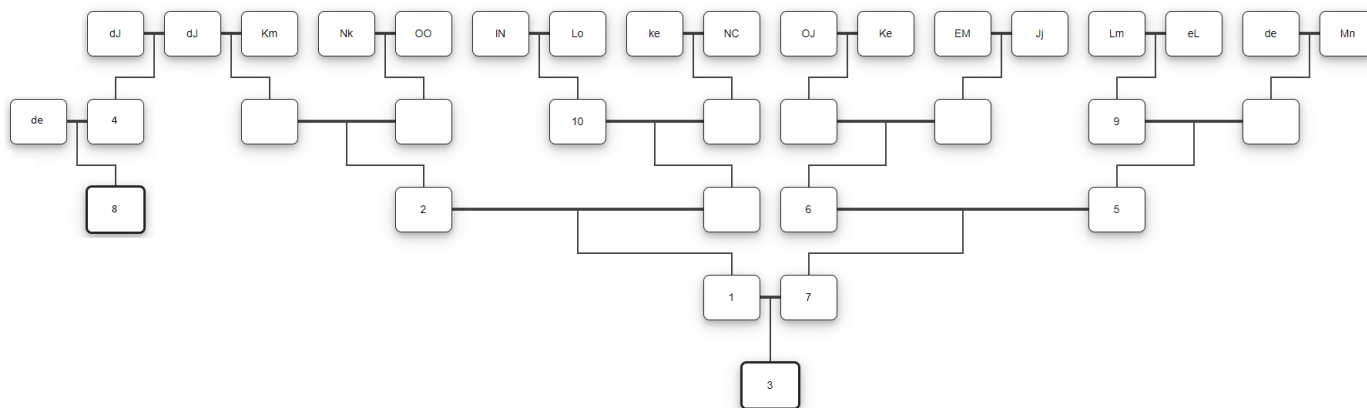 dJ dJ Km Nk OO IN Lo ke NC OJ Ke EM Jj Lm eL de Mn
de 4 10 9
8 2 6 5
1 7
3